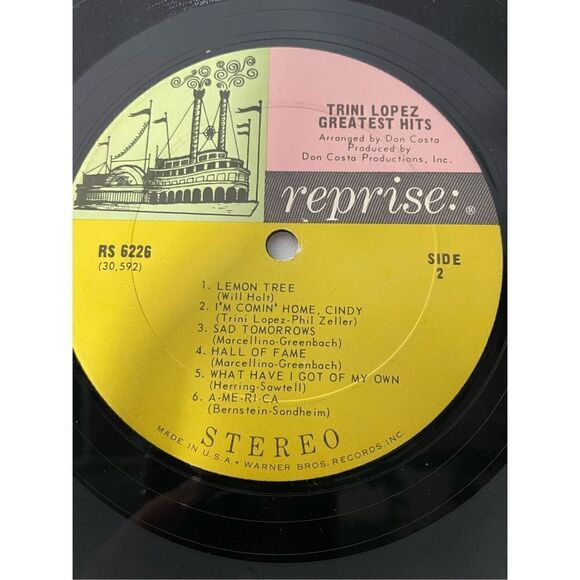 TRINI LOPEZ
GREATEST HITS
Arranged by Don Costa
Produced by
Don Costa Productions, Inc.
reprise: ®
RS 6226
(30,592)
SIDE
2
1. LEMON TREE
(Will Holt)
2. I'M COMIN' HOME, CINDY
(Trini Lopez-Phil Zeller)
3. SAD TOMORROWS
(Marcellino-Greenbach)
4. HALL OF FAME
(Marcellino-Greenbach)
5. WHAT HAVE I GOT OF MY OWN
(Herring-Sawtell)
6. A-ME-RI-CA
(Bernstein-Sondheim)
STEREO
MADE IN U.S.A. • WARNER BROS. RECORDS, INC.